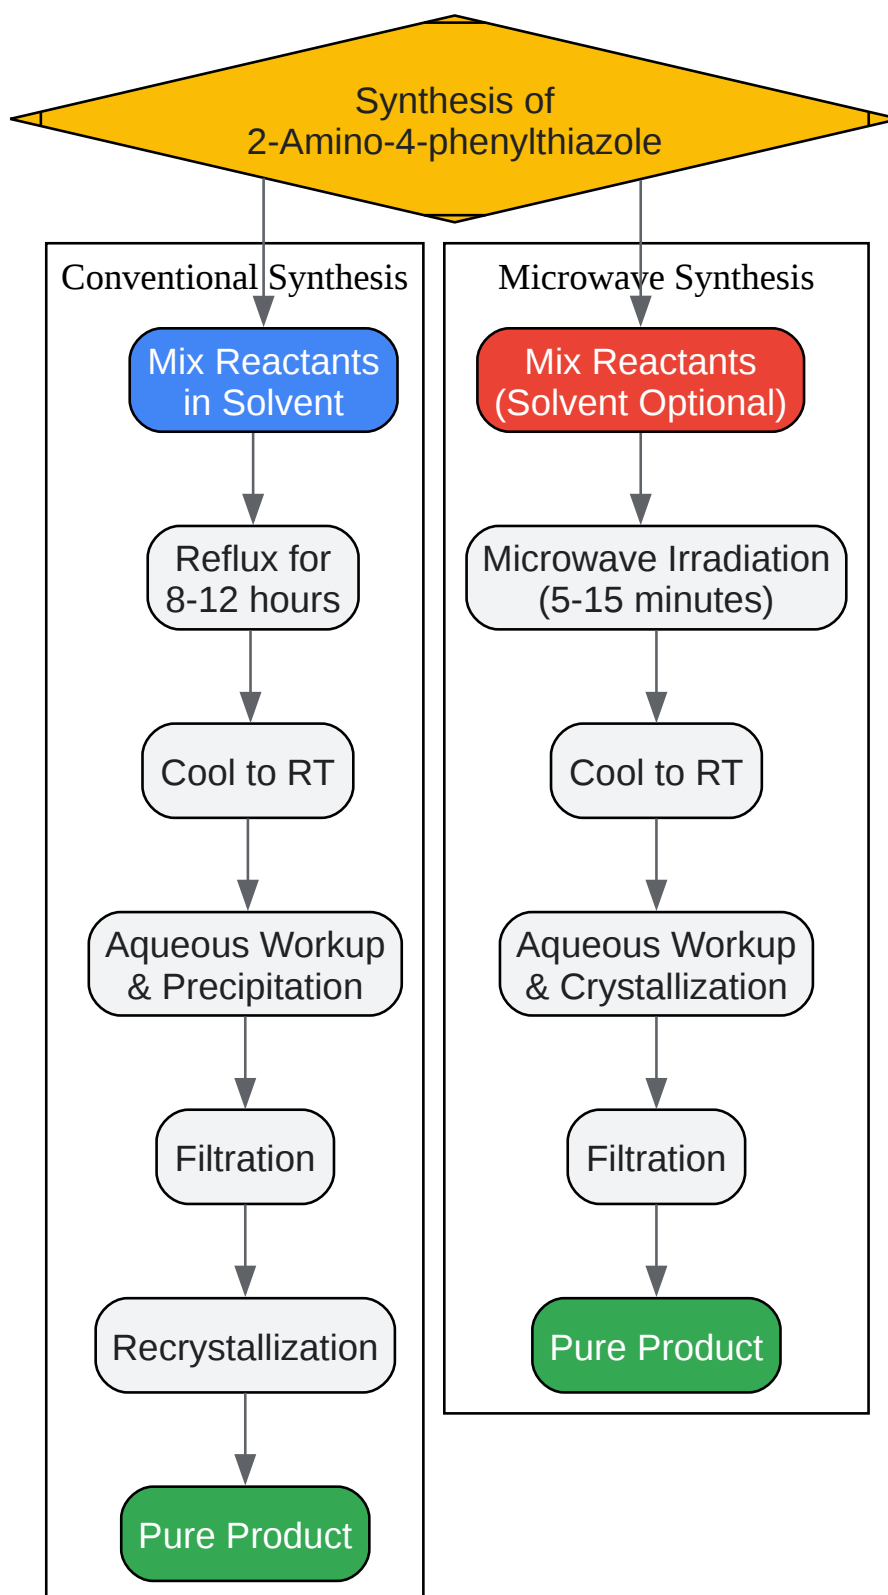 Synthesis of
2-Amino-4-phenylthiazole
Conventional Synthesis
Mix Reactants
in Solvent
Reflux for
8-12 hours
Cool to RT
Aqueous Workup
& Precipitation
Filtration
Recrystallization
Pure Product
Microwave Synthesis
Mix Reactants
(Solvent Optional)
Microwave Irradiation
(5-15 minutes)
Cool to RT
Aqueous Workup
& Crystallization
Filtration
Pure Product